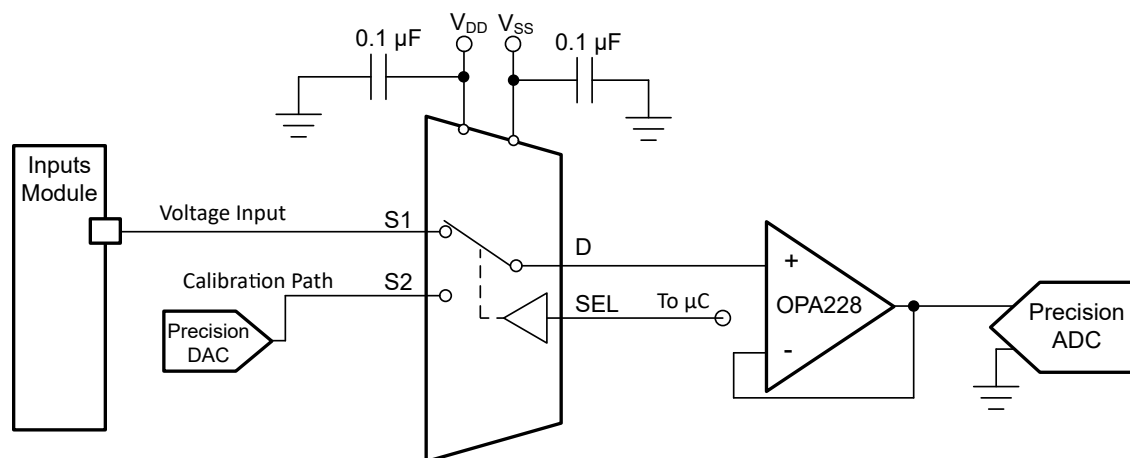 V_DD
V_SS
0.1 µF
0.1 µF
Inputs
Module
Voltage Input
S1
D
Calibration Path
S2
SEL
To µC
Precision
DAC
+
-
OPA228
Precision
ADC